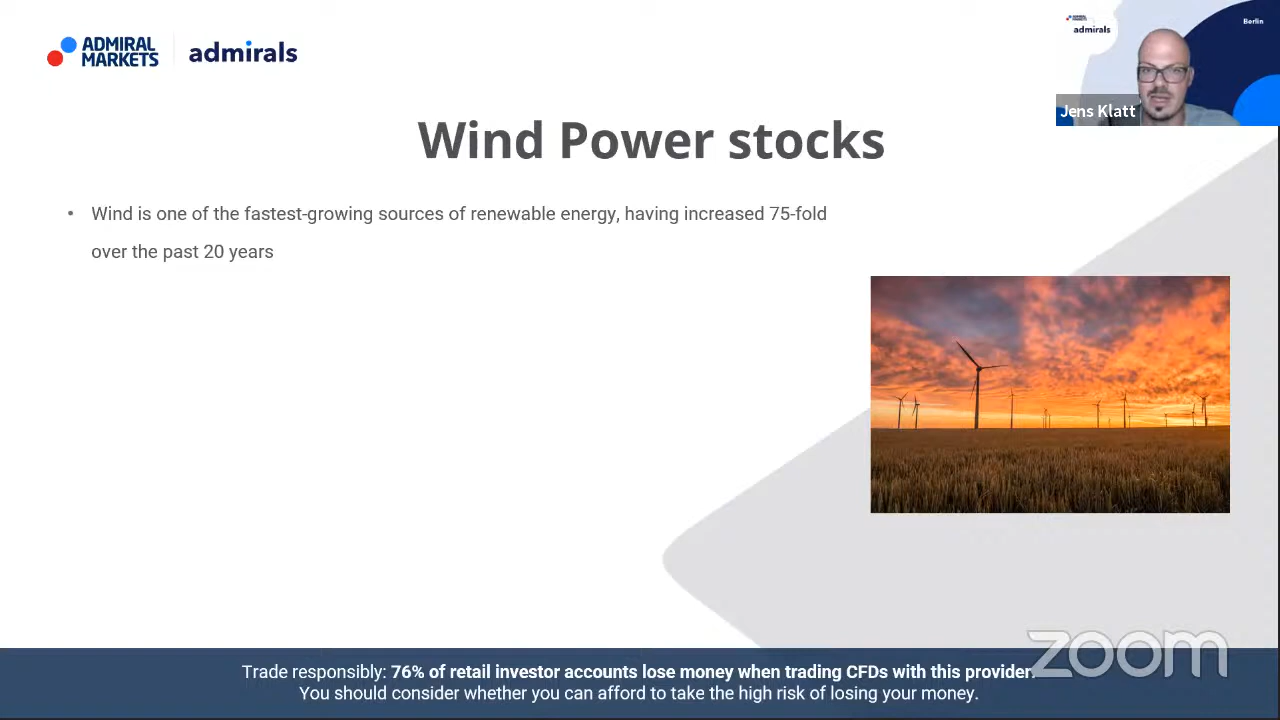 ADMIRAL
MARKETS
admirals
admirals
Berlin
Jens Klatt
Wind Power stocks
• Wind is one of the fastest-growing sources of renewable energy, having increased 75-fold
over the past 20 years
zoom
Trade responsibly: 76% of retail investor accounts lose money when trading CFDs with this provider.
You should consider whether you can afford to take the high risk of losing your money.